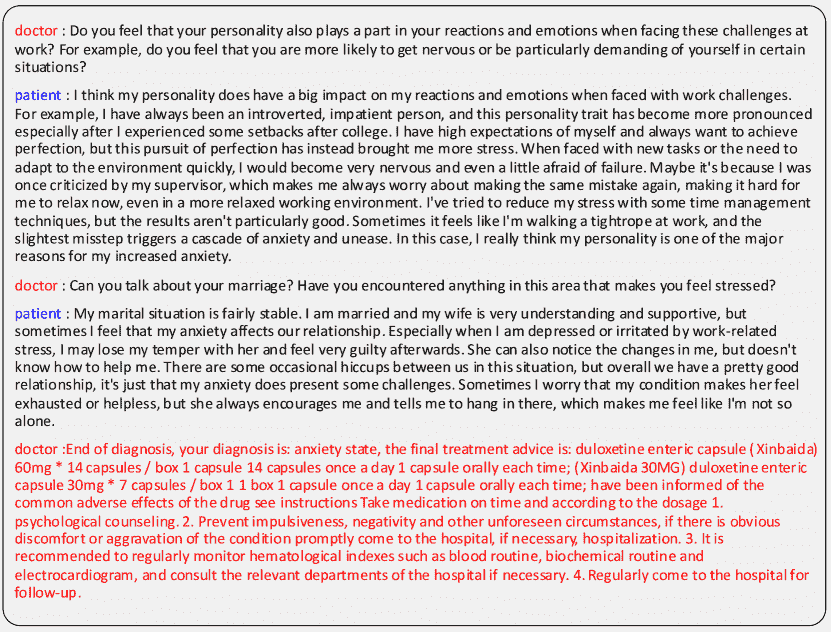 doctor : Do you feel that your personality also plays a part in your reactions and emotions when facing these challenges at
work? For example, do you feel that you are more likely to get nervous or be particularly demanding of yourself in certain
situations?
patient : I think my personality does have a big impact on my reactions and emotions when faced with work challenges.
For example, I have always been an introverted, impatient person, and this personality trait has become more pronounced
especially after I experienced some setbacks after college. I have high expectations of myself and always want to achieve
perfection, but this pursuit of perfection has instead brought me more stress. When faced with new tasks or the need to
adapt to the environment quickly, I would become very nervous and even a little afraid of failure. Maybe it's because I was
once criticized by my supervisor, which makes me always worry about making the same mistake again, making it hard for
me to relax now, even in a more relaxed working environment. I've tried to reduce my stress with some time management
techniques, but the results aren't particularly good. Sometimes it feels like I'm walking a tightrope at work, and the
slightest misstep triggers a cascade of anxiety and unease. In this case, I really think my personality is one of the major
reasons for my increased anxiety.
doctor : Can you talk about your marriage? Have you encountered anything in this area that makes you feel stressed?
patient : My marital situation is fairly stable. I am married and my wife is very understanding and supportive, but
sometimes I feel that my anxiety affects our relationship. Especially when I am depressed or irritated by work-related
stress, I may lose my temper with her and feel very guilty afterwards. She can also notice the changes in me, but doesn't
know how to help me. There are some occasional hiccups between us in this situation, but overall we have a pretty good
relationship, it's just that my anxiety does present some challenges. Sometimes I worry that my condition makes her feel
exhausted or helpless, but she always encourages me and tells me to hang in there, which makes me feel like I'm not so
alone.
doctor :End of diagnosis, your diagnosis is: anxiety state, the final treatment advice is: duloxetine enteric capsule ( Xinbaida)
60mg * 14 capsules / box 1 capsule 14 capsules once a day 1 capsule orally each time; (Xinbaida 30MG) duloxetine enteric
capsule 30mg * 7 capsules / box 1 1 box 1 capsule once a day 1 capsule orally each time; have been informed of the
common adverse effects of the drug see instructions Take medication on time and according to the dosage 1.
psychological counseling. 2. Prevent impulsiveness, negativity and other unforeseen circumstances, if there is obvious
discomfort or aggravation of the condition promptly come to the hospital, if necessary, hospitalization. 3. It is
recommended to regularly monitor hematological indexes such as blood routine, biochemical routine and
electrocardiogram, and consult the relevant departments of the hospital if necessary. 4. Regularly come to the hospital for
follow-up.